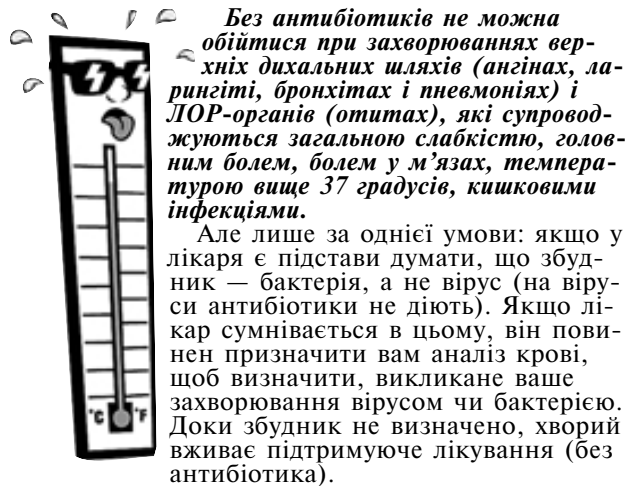 Без антибіотиків не можна
обійтися при захворюваннях вер-
хніх дихальних шляхів (ангінах, ла-
рингіті, бронхітах і пневмоніях) і
ЛОР-органів (отитах), які супровод-
жуються загальною слабкістю, голов-
ним болем, болем у м’язах, темпера-
турою вище 37 градусів, кишковими
інфекціями.
Але лише за однієї умови: якщо у
лікаря є підстави думати, що збуд-
ник — бактерія, а не вірус (на віру-
си антибіотики не діють). Якщо лі-
кар сумнівається в цьому, він пови-
нен призначити вам аналіз крові,
щоб визначити, викликане ваше
захворювання вірусом чи бактерією.
Доки збудник не визначено, хворий
вживає підтримуюче лікування (без
антибіотика).
°C °F